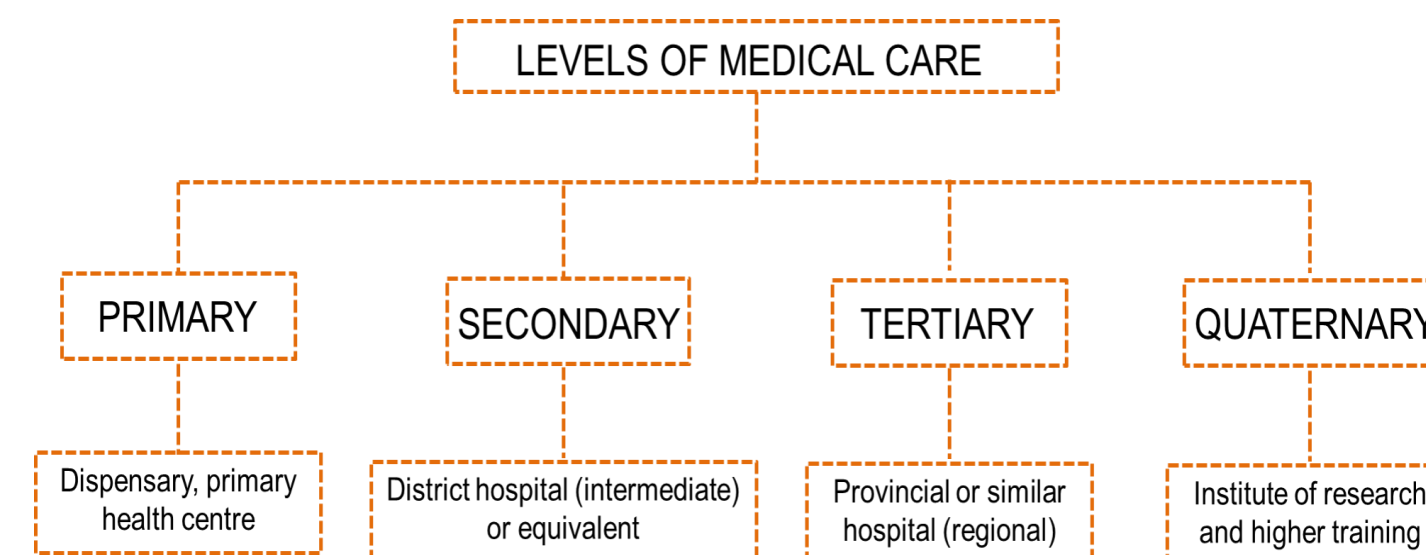 LEVELS OF MEDICAL CARE
PRIMARY
SECONDARY
TERTIARY
QUATERNARY
Dispensary, primary
health centre
District hospital (intermediate)
or equivalent
Provincial or similar
hospital (regional)
Institute of research
and higher training